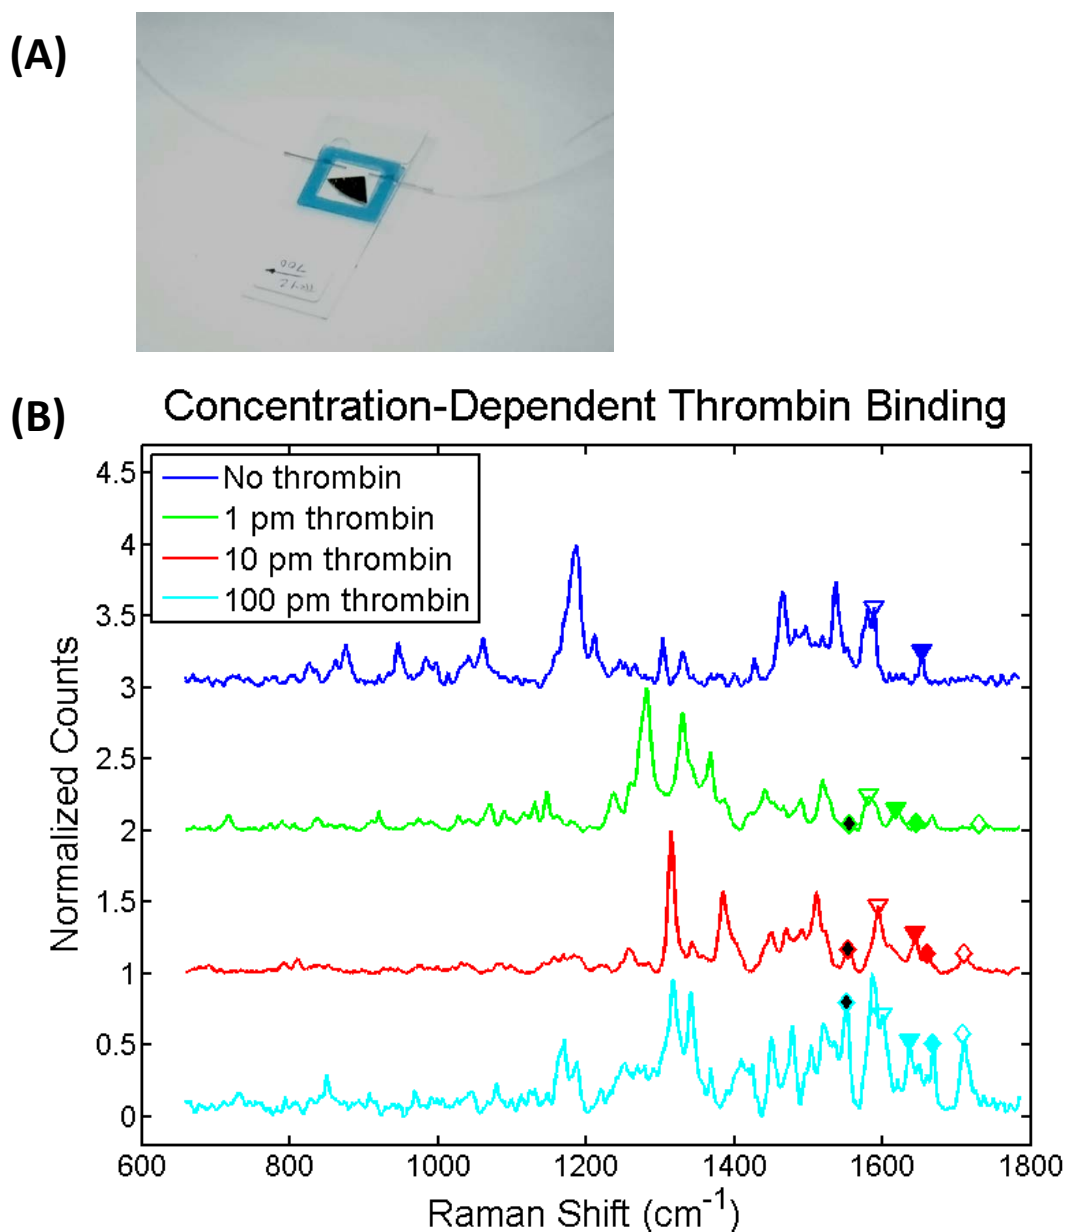 (A)
700
(B)
Concentration-Dependent Thrombin Binding
4.5
4
3.5
3
2.5
2
1.5
1
0.5
0
No thrombin
1 pm thrombin
10 pm thrombin
100 pm thrombin
Normalized Counts
600 800 1000 1200 1400 1600 1800
Raman Shift (cm⁻¹)